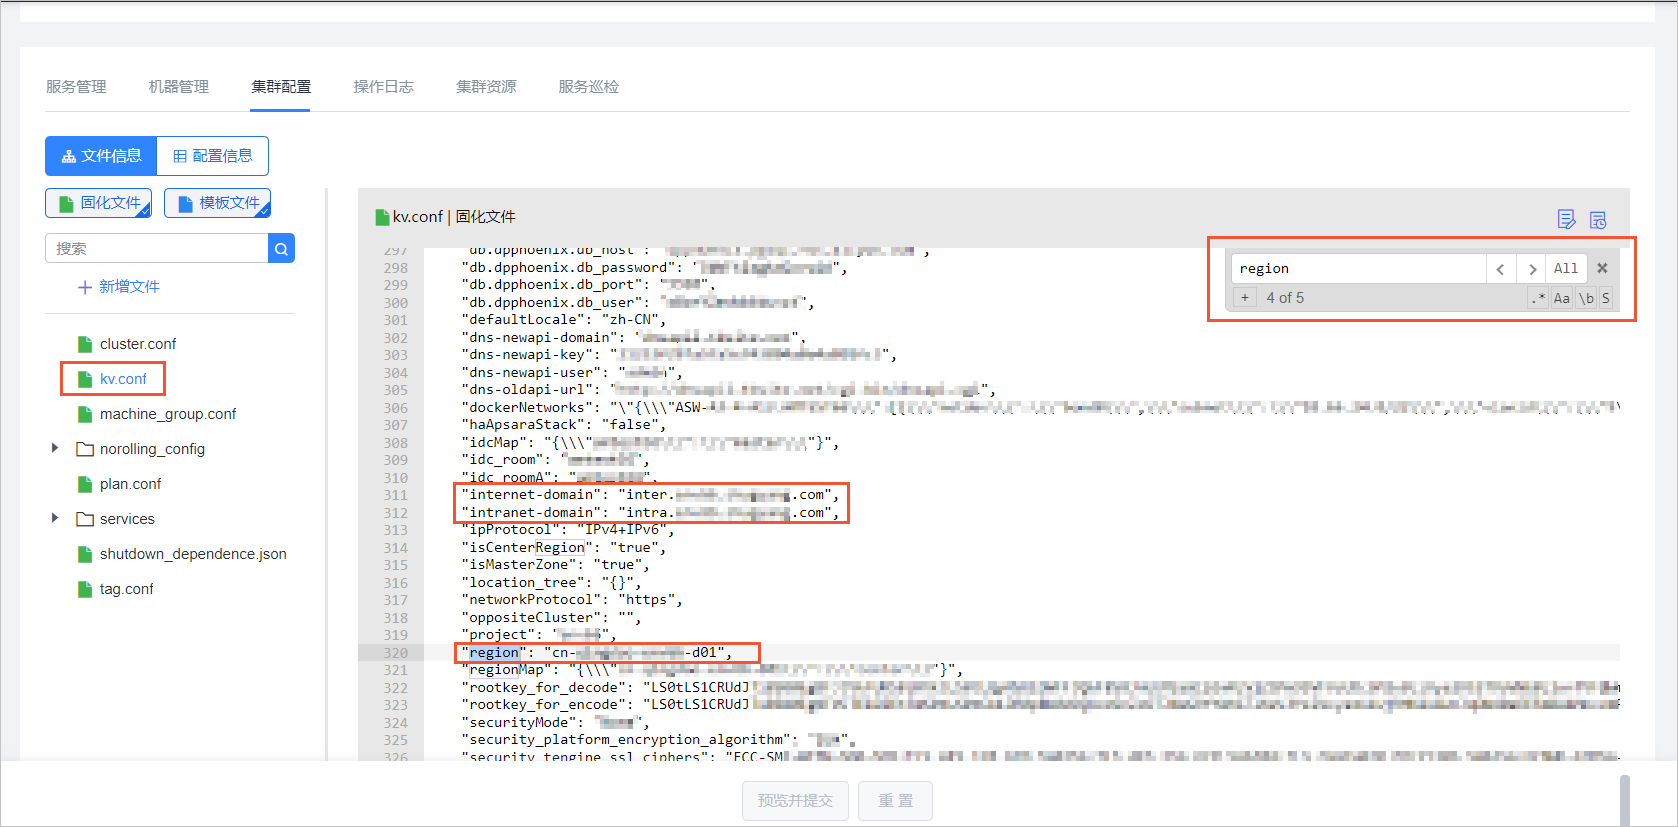 服务管理 机器管理 集群配置 操作日志 集群资源 服务巡检
文件信息 配置信息
固化文件 模板文件
搜索
新增文件
cluster.conf
kv.conf
machine_group.conf
norolling_config
plan.conf
services
shutdown_dependence.json
tag.conf
kv.conf | 固化文件
region
All
+ 4 of 5 .* Aa \b S
297 "db.dpphoenix.db_host": ",
298 "db.dpphoenix.db_password": "",
299 "db.dpphoenix.db_port": "",
300 "db.dpphoenix.db_user": "",
301 "defaultLocale": "zh-CN",
302 "dns-newapi-domain": "",
303 "dns-newapi-key": "",
304 "dns-newapi-user": "",
305 "dns-oldapi-url": "",
306 "dockerNetworks": "\"{\\\"ASW-
307 "haApsaraStack": "false",
308 "idcMap": "{\\\"\"}",
309 "idc_room": "",
310 "idc_roomA": "",
311 "internet-domain": "inter..com",
312 "intranet-domain": "intra..com",
313 "ipProtocol": "IPv4+IPv6",
314 "isCenterRegion": "true",
315 "isMasterZone": "true",
316 "location_tree": "{}",
317 "networkProtocol": "https",
318 "oppositeCluster": "",
319 "project": "",
320 "region": "cn--d01",
321 "regionMap": "{\\\""}",
322 "rootkey_for_decode": "LS0tLS1CRUdJ
323 "rootkey_for_encode": "LS0tLS1CRUdJ
324 "securityMode": "",
325 "security_platform_encryption_algorithm": "",
326 "security_tengine_ssl_ciphers": "ECC-SM
预览并提交 重 置